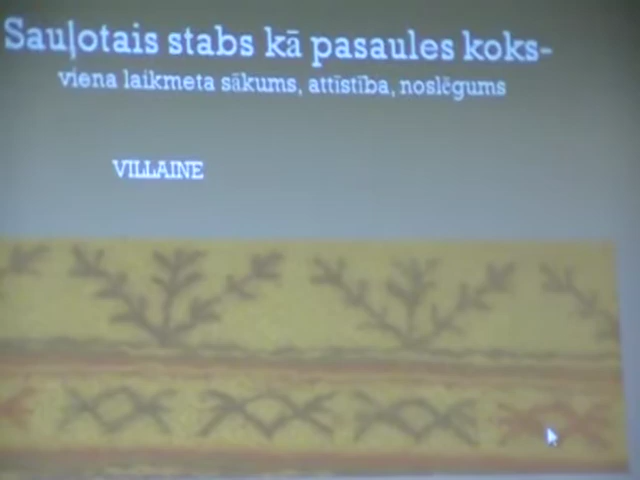 Sauļotais stabs kā pasaules koks-
viena laikmeta sākums, attīstība, noslēgums
VILLAINE